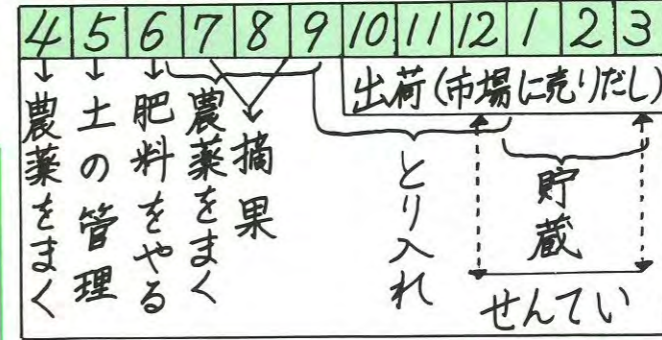 4 5 6 7 8 9 10 11 12 1 2 3
農薬をまく
土の管理
肥料をやる
農薬をまく
摘果
出荷(市場に売りだし)
とり入れ
貯蔵
せんてい